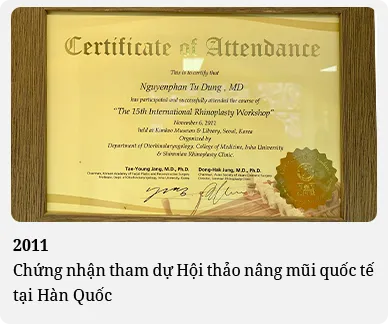 Certificate of Attendance
This is to certify that
Nguyenphan Tu Dung , MD
has participated and successfully attended the course of
"The 15th International Rhinoplasty Workshop"
November 6, 2011
held at Kimkoo Museum & Library, Seoul, Korea
Organized by
Department of Otorhinolaryngology, College of Medicine, Inha University
& Shimmian Rhinoplasty Clinic.
Tae-Young Jang, M.D., Ph.D.
Dong-Hak Jung, M.D., Ph.D.
2011
Chứng nhận tham dự Hội thảo nâng mũi quốc tế
tại Hàn Quốc